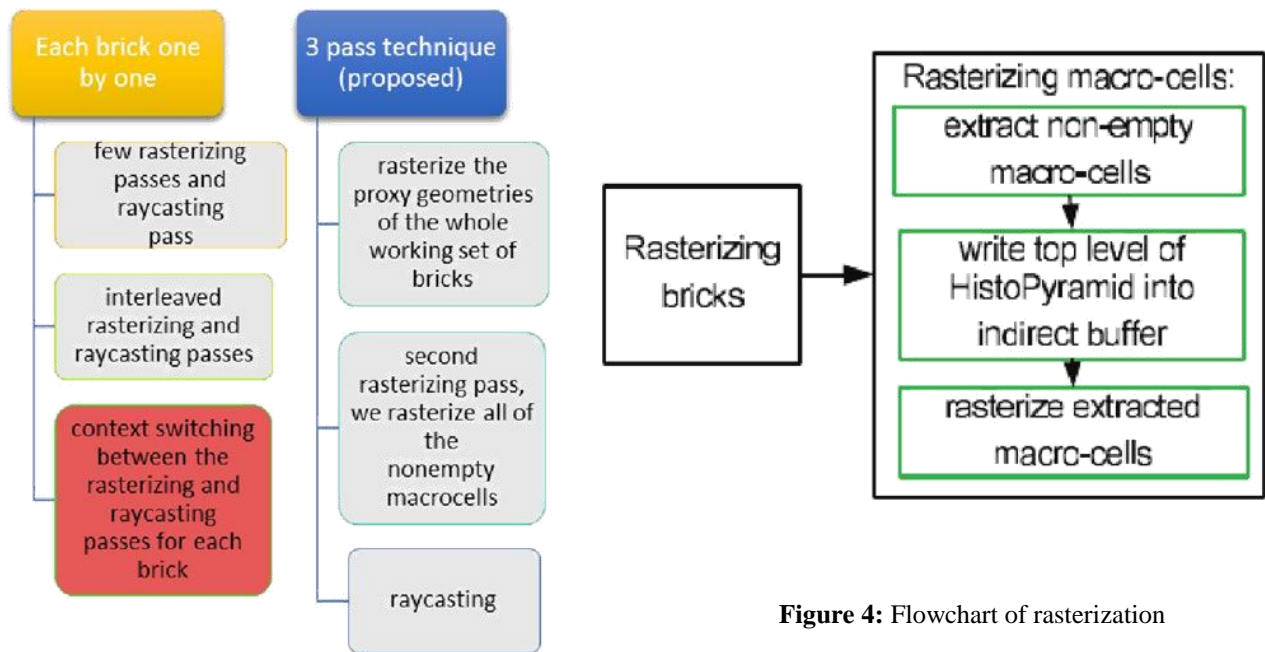 Each brick one
by one
few rasterizing
passes and
raycasting
pass
interleaved
rasterizing and
raycasting passes
context switching
between the
rasterizing and
raycasting
passes for each
brick
3 pass technique
(proposed)
rasterize the
proxy geometries
of the whole
working set of
bricks
second
rasterizing pass,
we rasterize all of
the
nonempty
macrocells
raycasting
Rasterizing
bricks
Rasterizing macro-cells:
extract non-empty
macro-cells
write top level of
HistoPyramid into
indirect buffer
rasterize extracted
macro-cells
Figure 4: Flowchart of rasterization